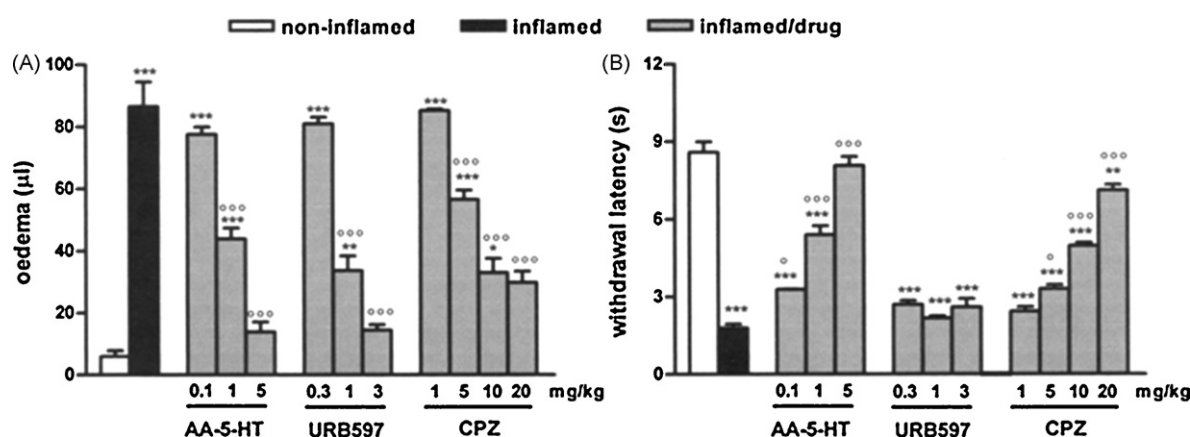 non-inflamed inflamed inflamed/drug
(A) 100 80 60 40 20 0
oedema (µl)
*** *** °°° *** °°° *** °°° ** °°° *** °°° *** °°° * °°°
0.1 1 5 0.3 1 3 1 5 10 20 mg/kg
AA-5-HT URB597 CPZ
(B) 12 9 6 3 0
withdrawal latency (s)
*** ° *** °°° *** °°° *** *** *** *** ° *** °°° *** °°° **
0.1 1 5 0.3 1 3 1 5 10 20 mg/kg
AA-5-HT URB597 CPZ